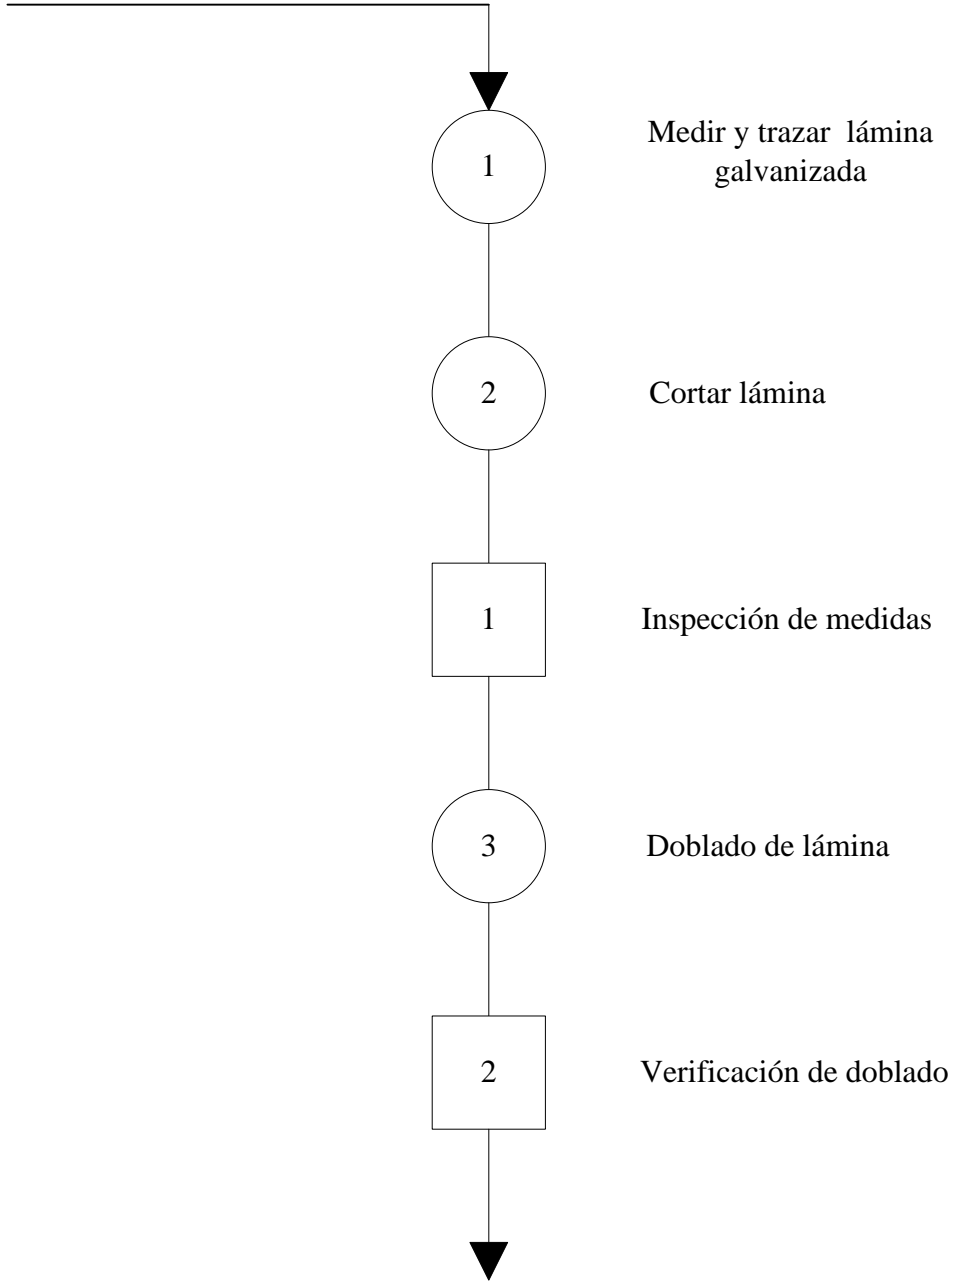 1
Medir y trazar lámina
galvanizada
2
Cortar lámina
1
Inspección de medidas
3
Doblado de lámina
2
Verificación de doblado